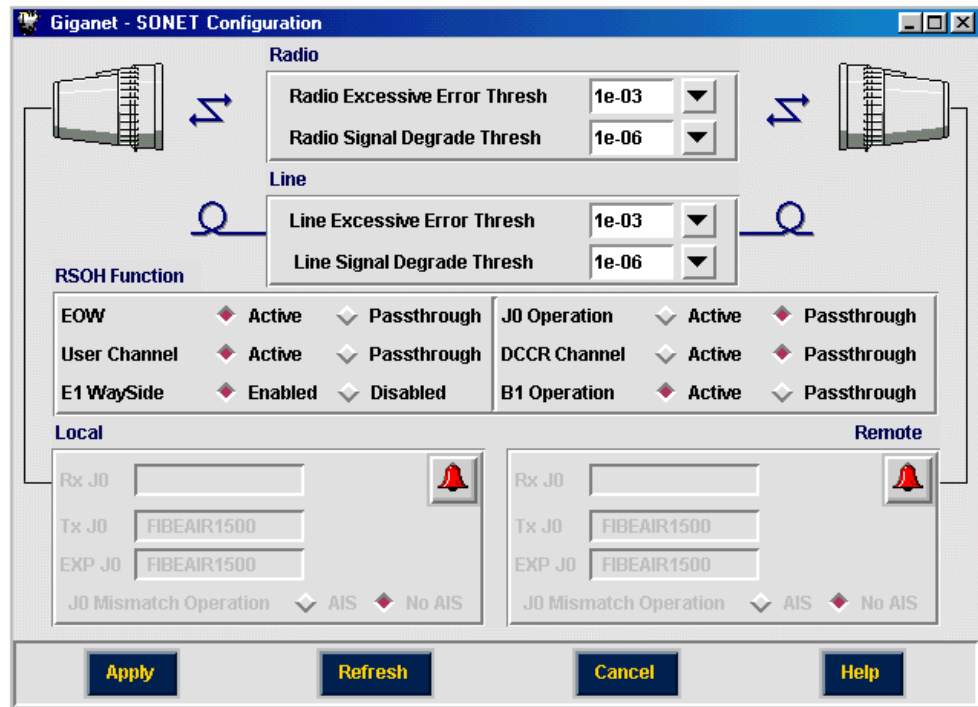 Giganet - SONET Configuration
Radio
Radio Excessive Error Thresh 1e-03
Radio Signal Degrade Thresh 1e-06
Line
Line Excessive Error Thresh 1e-03
Line Signal Degrade Thresh 1e-06
RSOH Function
EOW Active Passthrough J0 Operation Active Passthrough
User Channel Active Passthrough DCCR Channel Active Passthrough
E1 WaySide Enabled Disabled B1 Operation Active Passthrough
Local Remote
Rx J0 Rx J0
Tx J0 FIBEAIR1500 Tx J0 FIBEAIR1500
EXP J0 FIBEAIR1500 EXP J0 FIBEAIR1500
J0 Mismatch Operation AIS No AIS J0 Mismatch Operation AIS No AIS
Apply Refresh Cancel Help